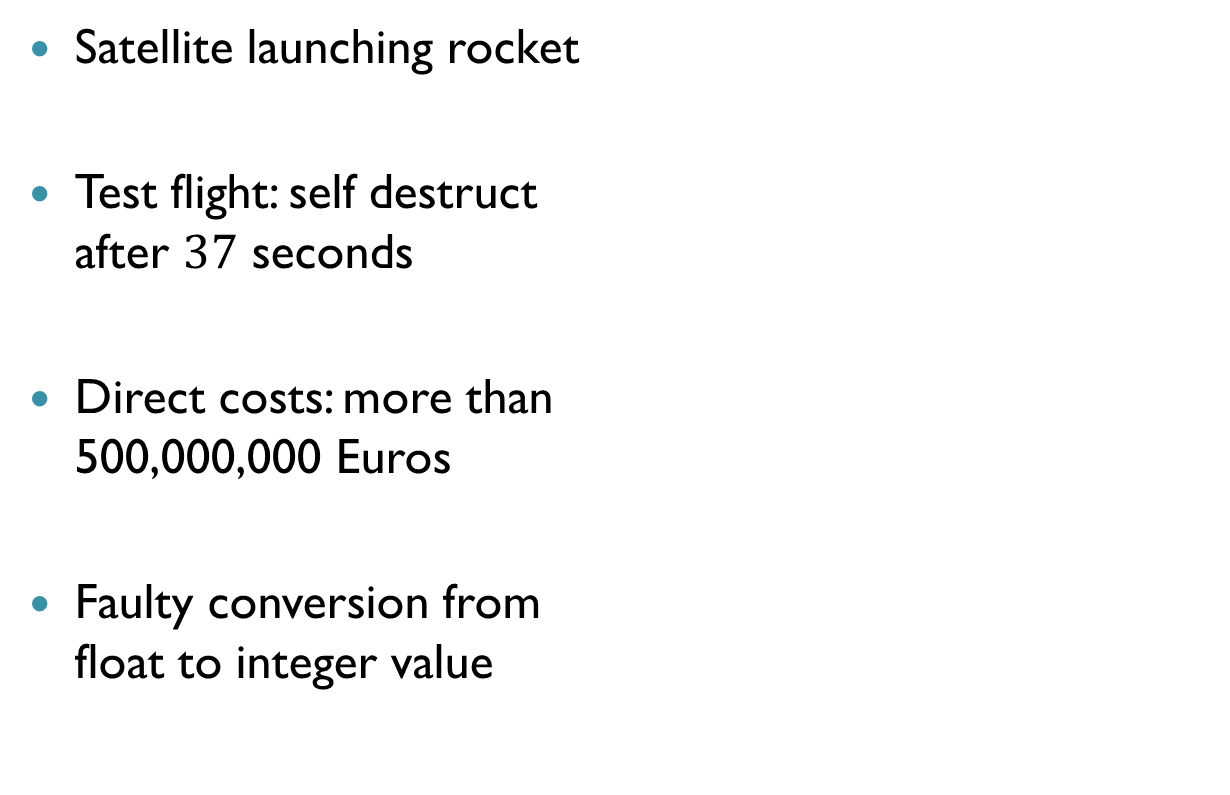 • Satellite launching rocket
• Test flight: self destruct
after 37 seconds
• Direct costs: more than
500,000,000 Euros
• Faulty conversion from
float to integer value